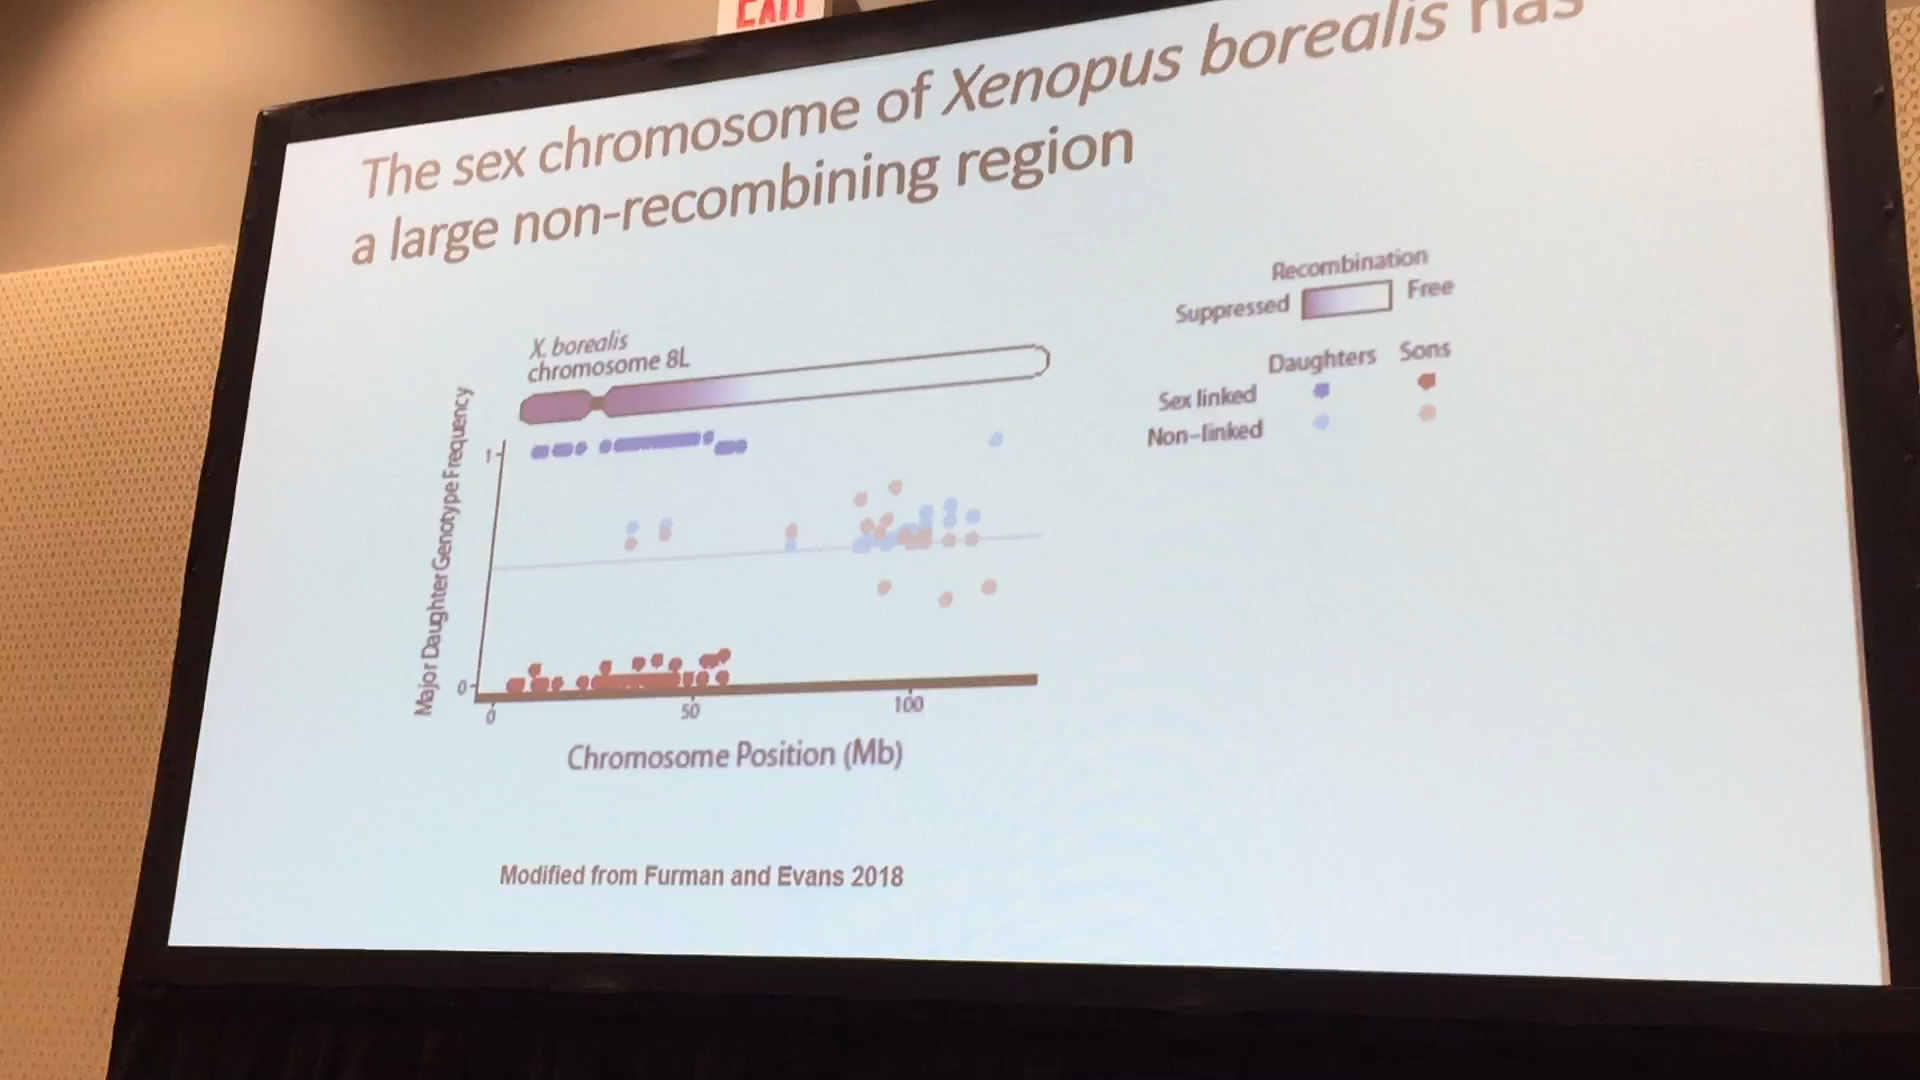 EXIT
The sex chromosome of Xenopus borealis has
a large non-recombining region
Recombination
Suppressed Free
Daughters Sons
Sex linked
Non-linked
X. borealis
chromosome 8L
Major Daughter Genotype Frequency
1
0
0 50 100
Chromosome Position (Mb)
Modified from Furman and Evans 2018